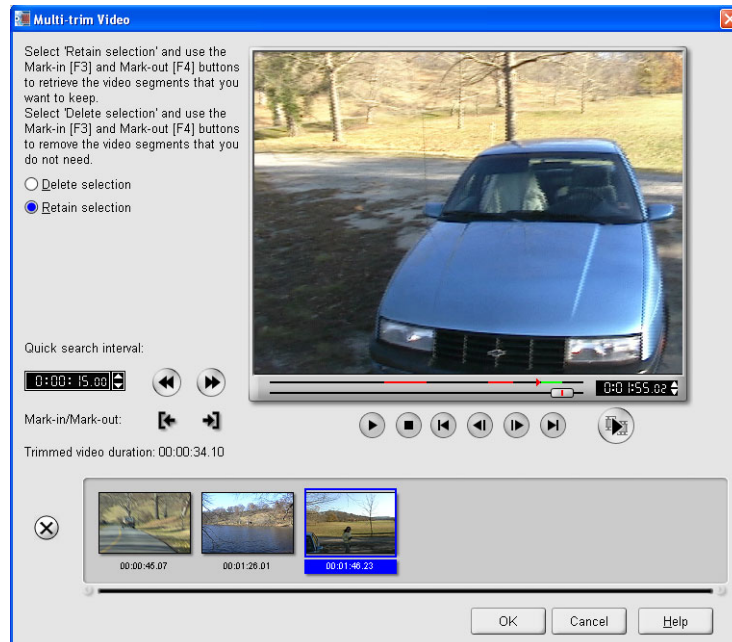 Multi-trim Video
Select 'Retain selection' and use the
Mark-in [F3] and Mark-out [F4] buttons
to retrieve the video segments that you
want to keep.
Select 'Delete selection' and use the
Mark-in [F3] and Mark-out [F4] buttons
to remove the video segments that you
do not need.
Delete selection
Retain selection
Quick search interval:
0:00:15.00
0:01:55.02
Mark-in/Mark-out:
Trimmed video duration: 00:00:34.10
00:00:45.07
00:01:26.01
00:01:46.23
OK
Cancel
Help